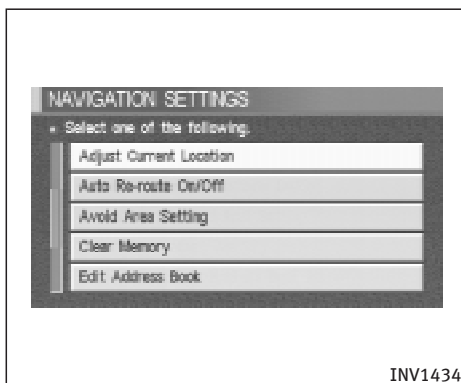 NAVIGATION SETTINGS
Select one of the following.
Adjust Current Location
Auto Re-route On/Off
Avoid Area Setting
Clear Memory
Edit Address Book
INV1434